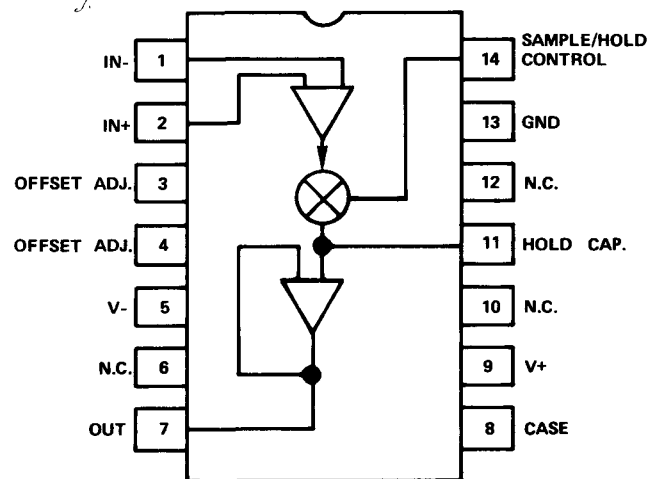 IN- 1
IN+ 2
OFFSET ADJ. 3
OFFSET ADJ. 4
V- 5
N.C. 6
OUT 7
14 SAMPLE/HOLD
CONTROL
13 GND
12 N.C.
11 HOLD CAP.
10 N.C.
9 V+
8 CASE